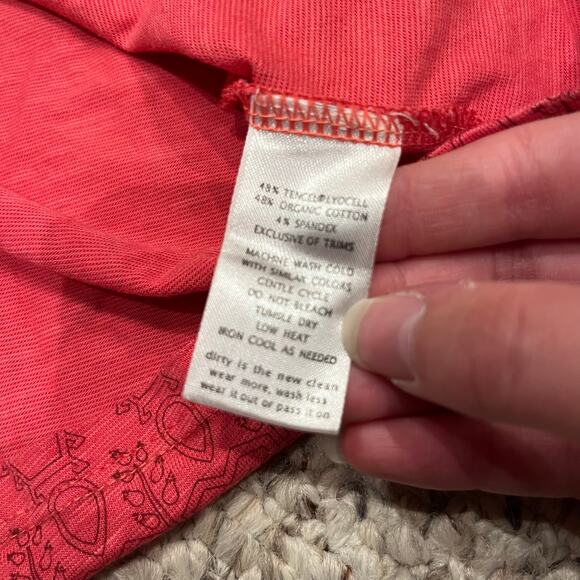 48% TENCEL®LYOCELL
48% ORGANIC COTTON
4% SPANDEX
EXCLUSIVE OF TRIMS
MACHINE WASH COLD
WITH SIMILAR COLORS
GENTLE CYCLE
DO NOT BLEACH
TUMBLE DRY
LOW HEAT
IRON COOL AS NEEDED
dirty is the new clean
wear more, wash less
wear it out or pass it on